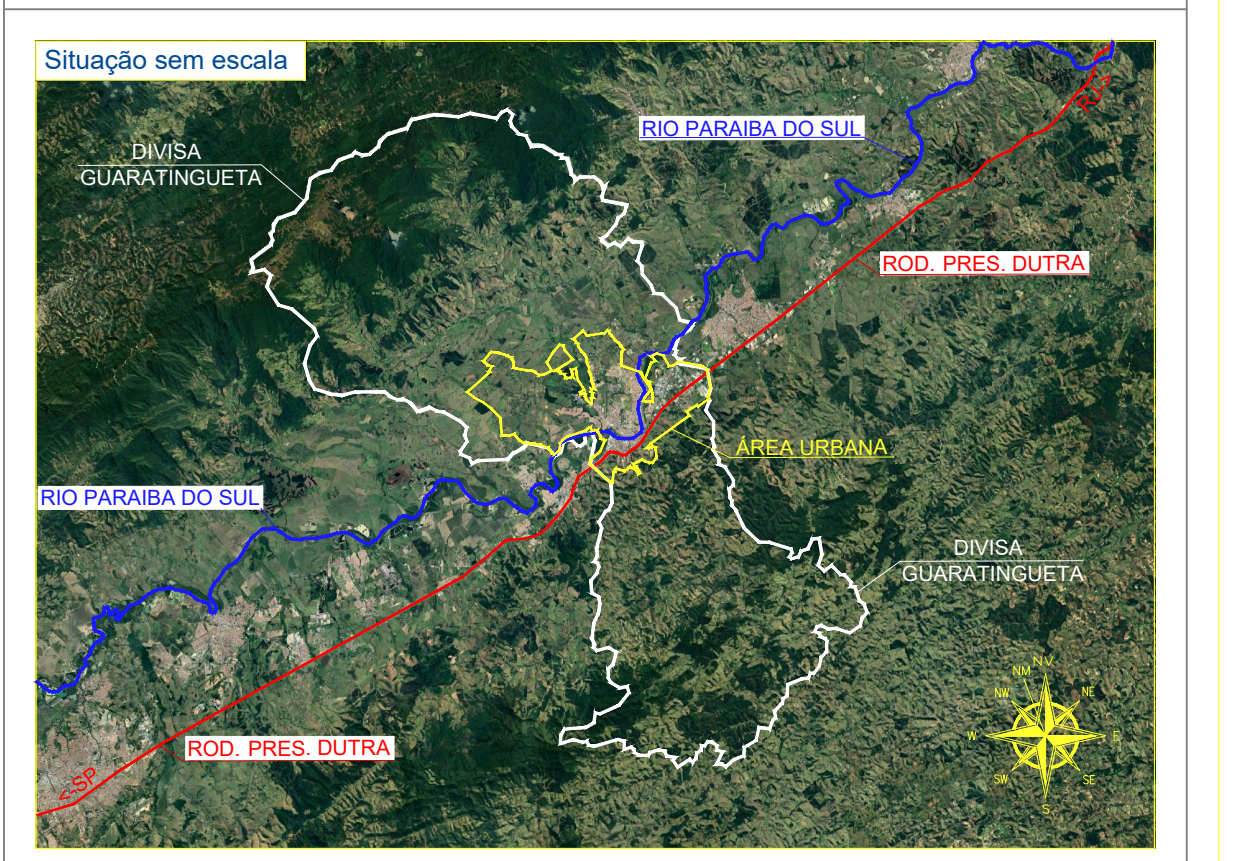 Situação sem escala
RIO PARAIBA DO SUL
RJ->
DIVISA
GUARATINGUETA
ROD. PRES. DUTRA
ÁREA URBANA
RIO PARAIBA DO SUL
DIVISA
GUARATINGUETA
ROD. PRES. DUTRA
<-SP
NV
NM
NW
NE
W
E
SW
SE
S